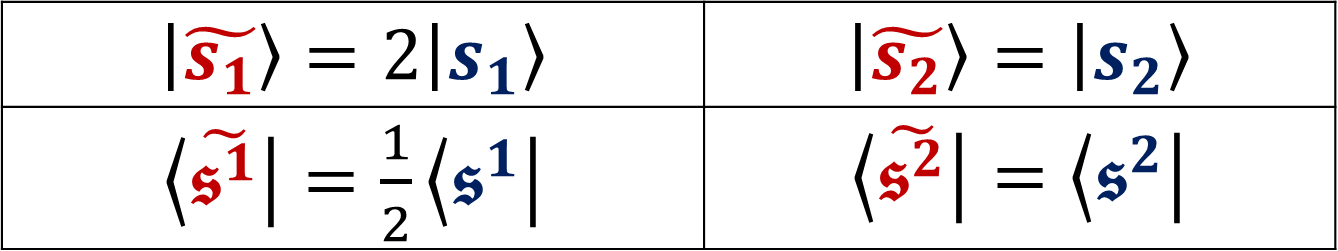 |s̃₁⟩ = 2|s₁⟩ |s̃₂⟩ = |s₂⟩
⟨𝔰̃¹| = 1/2 ⟨𝔰¹| ⟨𝔰̃²| = ⟨𝔰²|